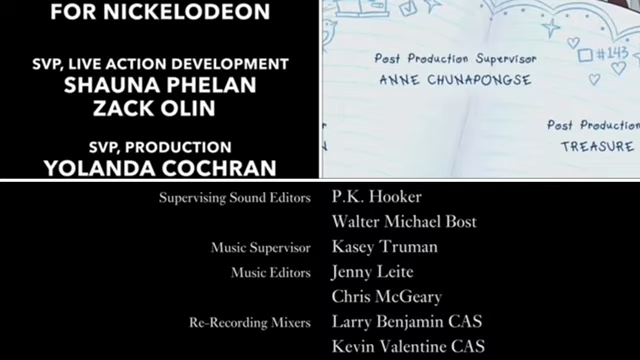 FOR NICKELODEON
SVP, LIVE ACTION DEVELOPMENT
SHAUNA PHELAN
ZACK OLIN
SVP, PRODUCTION
YOLANDA COCHRAN
#143
Post Production Supervisor
ANNE CHUNAPONGSE
Post Production
TREASURE
Supervising Sound Editors P.K. Hooker
Walter Michael Bost
Music Supervisor Kasey Truman
Music Editors Jenny Leite
Chris McGeary
Re-Recording Mixers Larry Benjamin CAS
Kevin Valentine CAS